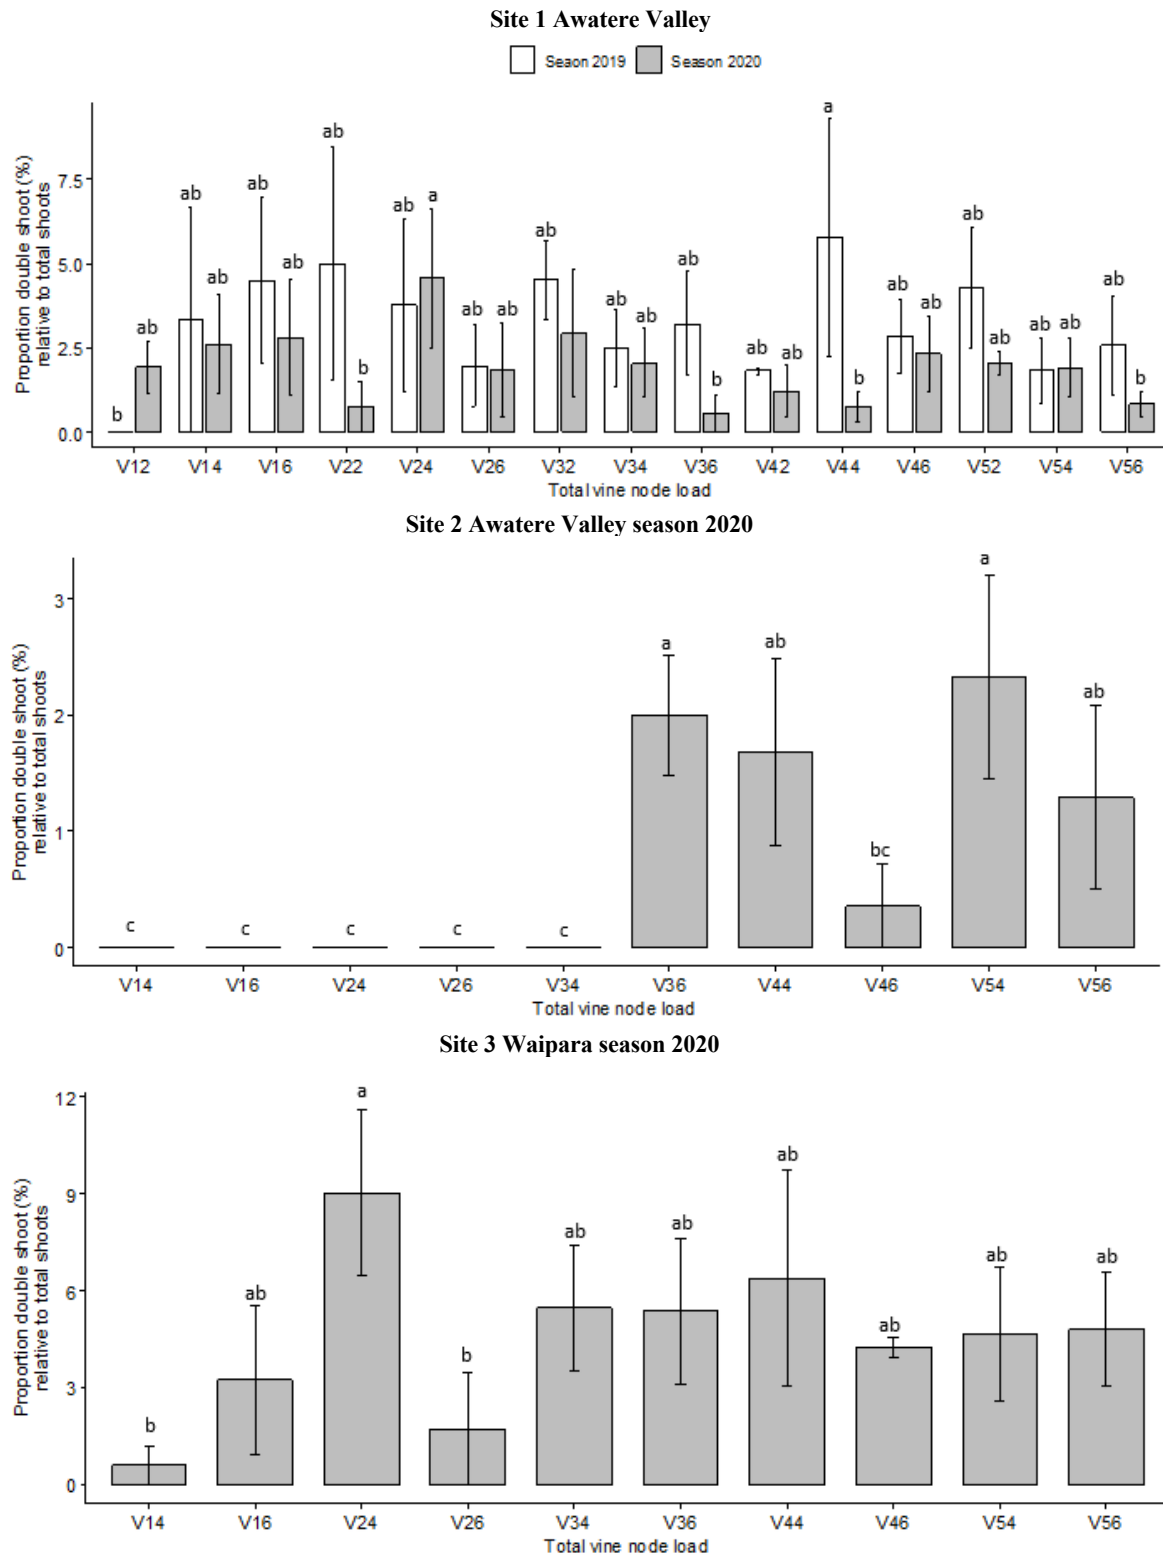 Site 1 Awatere Valley
Seaon 2019 Season 2020
Proportion double shoot (%)
relative to total shoots
7.5
5.0
2.5
0.0
b ab ab ab ab ab ab b ab a ab ab ab ab ab ab ab b ab ab a b ab ab ab ab ab ab ab b
V12 V14 V16 V22 V24 V26 V32 V34 V36 V42 V44 V46 V52 V54 V56
Total vine node load
Site 2 Awatere Valley season 2020
Proportion double shoot (%)
relative to total shoots
3
2
1
0
c c c c c a ab bc a ab
V14 V16 V24 V26 V34 V36 V44 V46 V54 V56
Total vine node load
Site 3 Waipara season 2020
Proportion double shoot (%)
relative to total shoots
12
9
6
3
0
b ab a b ab ab ab ab ab ab
V14 V16 V24 V26 V34 V36 V44 V46 V54 V56
Total vine node load